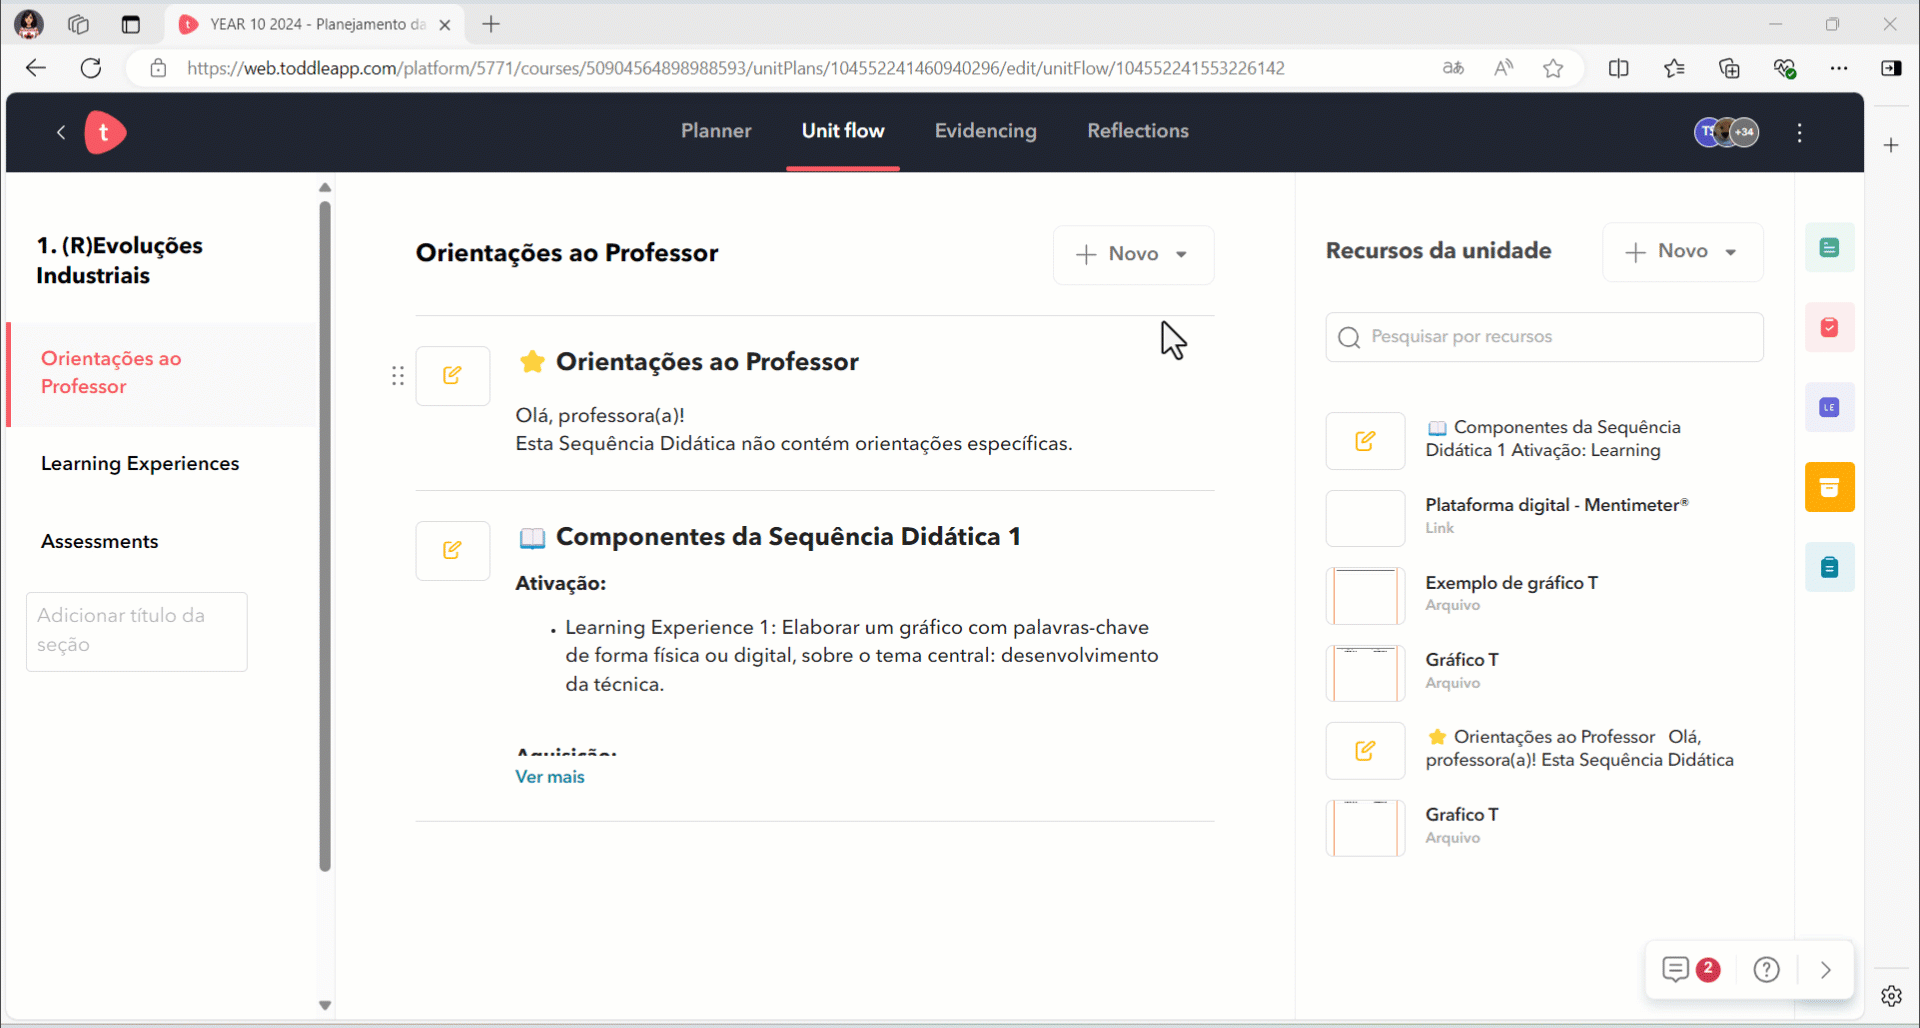 YEAR 10 2024 - Planejamento da
https://web.toddleapp.com/platform/5771/courses/50904564898988593/unitPlans/104552241460940296/edit/unitFlow/104552241553226142
t
Planner
Unit flow
Evidencing
Reflections
TS
+34
1. (R)Evoluções
Industriais
Orientações ao
Professor
Learning Experiences
Assessments
Adicionar título da
seção
Orientações ao Professor
Novo
Orientações ao Professor
Olá, professora(a)!
Esta Sequência Didática não contém orientações específicas.
Componentes da Sequência Didática 1
Ativação:
• Learning Experience 1: Elaborar um gráfico com palavras-chave
de forma física ou digital, sobre o tema central: desenvolvimento
da técnica.
Aquisição:
Ver mais
Recursos da unidade
Novo
Pesquisar por recursos
Componentes da Sequência
Didática 1 Ativação: Learning
Plataforma digital - Mentimeter®
Link
Exemplo de gráfico T
Arquivo
Gráfico T
Arquivo
Orientações ao Professor Olá,
professora(a)! Esta Sequência Didática
Grafico T
Arquivo
LE
2